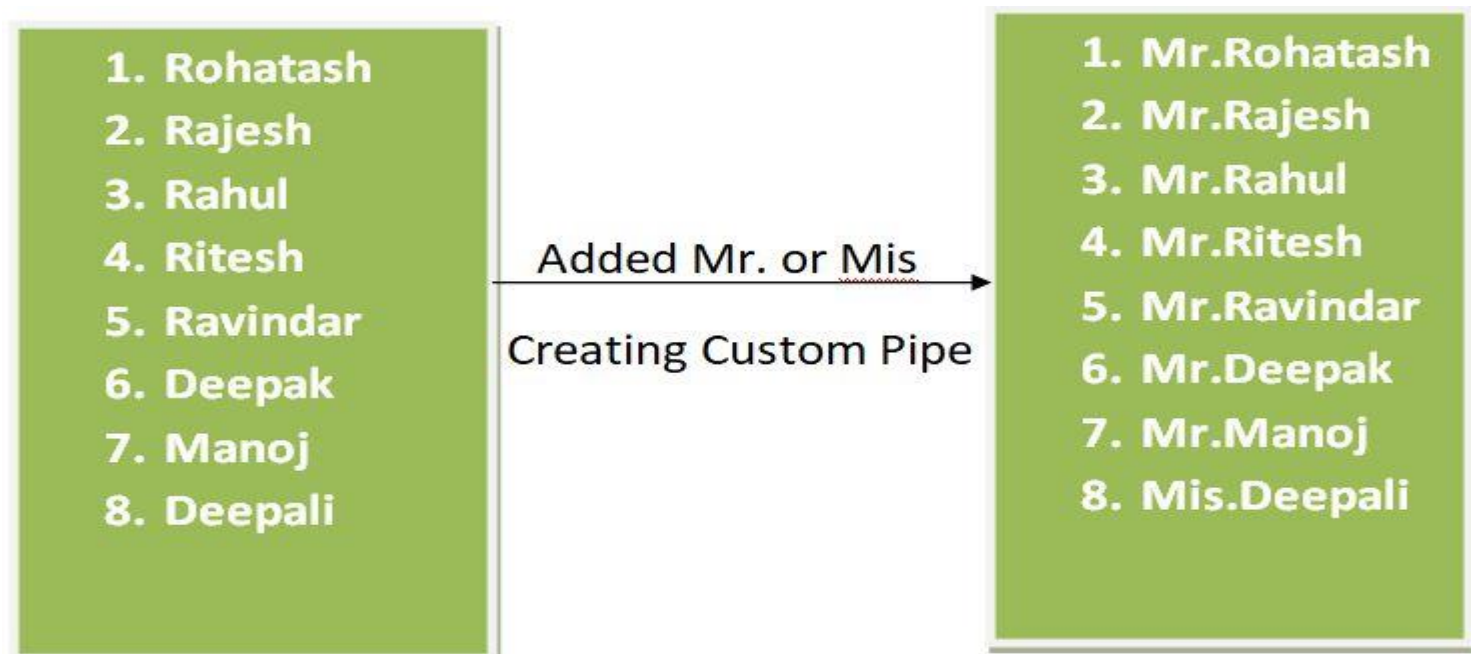 1. Rohatash
2. Rajesh
3. Rahul
4. Ritesh
5. Ravindar
6. Deepak
7. Manoj
8. Deepali
Added Mr. or Mis
Creating Custom Pipe
1. Mr.Rohatash
2. Mr.Rajesh
3. Mr.Rahul
4. Mr.Ritesh
5. Mr.Ravindar
6. Mr.Deepak
7. Mr.Manoj
8. Mis.Deepali